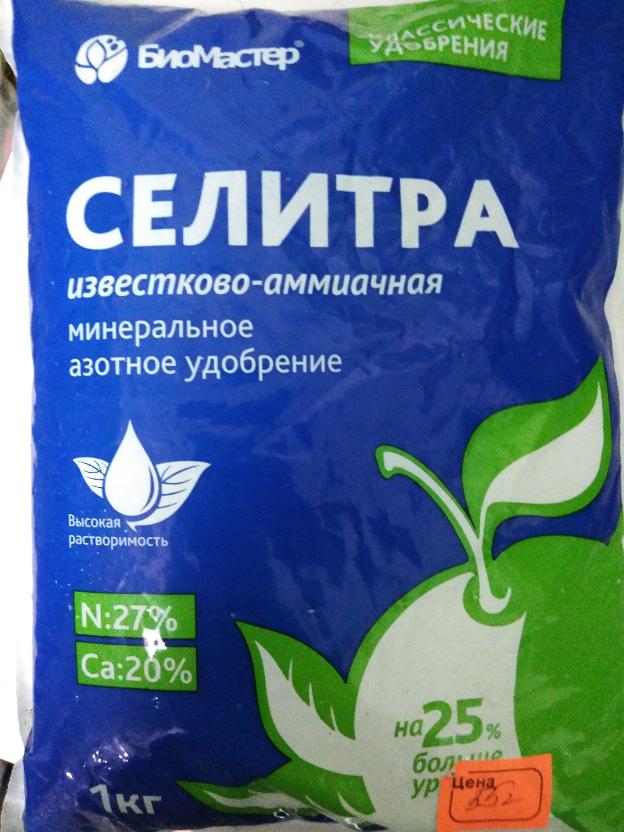 БиоМастер
КЛАССИЧЕСКИЕ
УДОБРЕНИЯ
СЕЛИТРА
известково-аммиачная
минеральное
азотное удобрение
Высокая
растворимость
N:27%
Ca:20%
на 25%
больше
ур
Цена
1кг